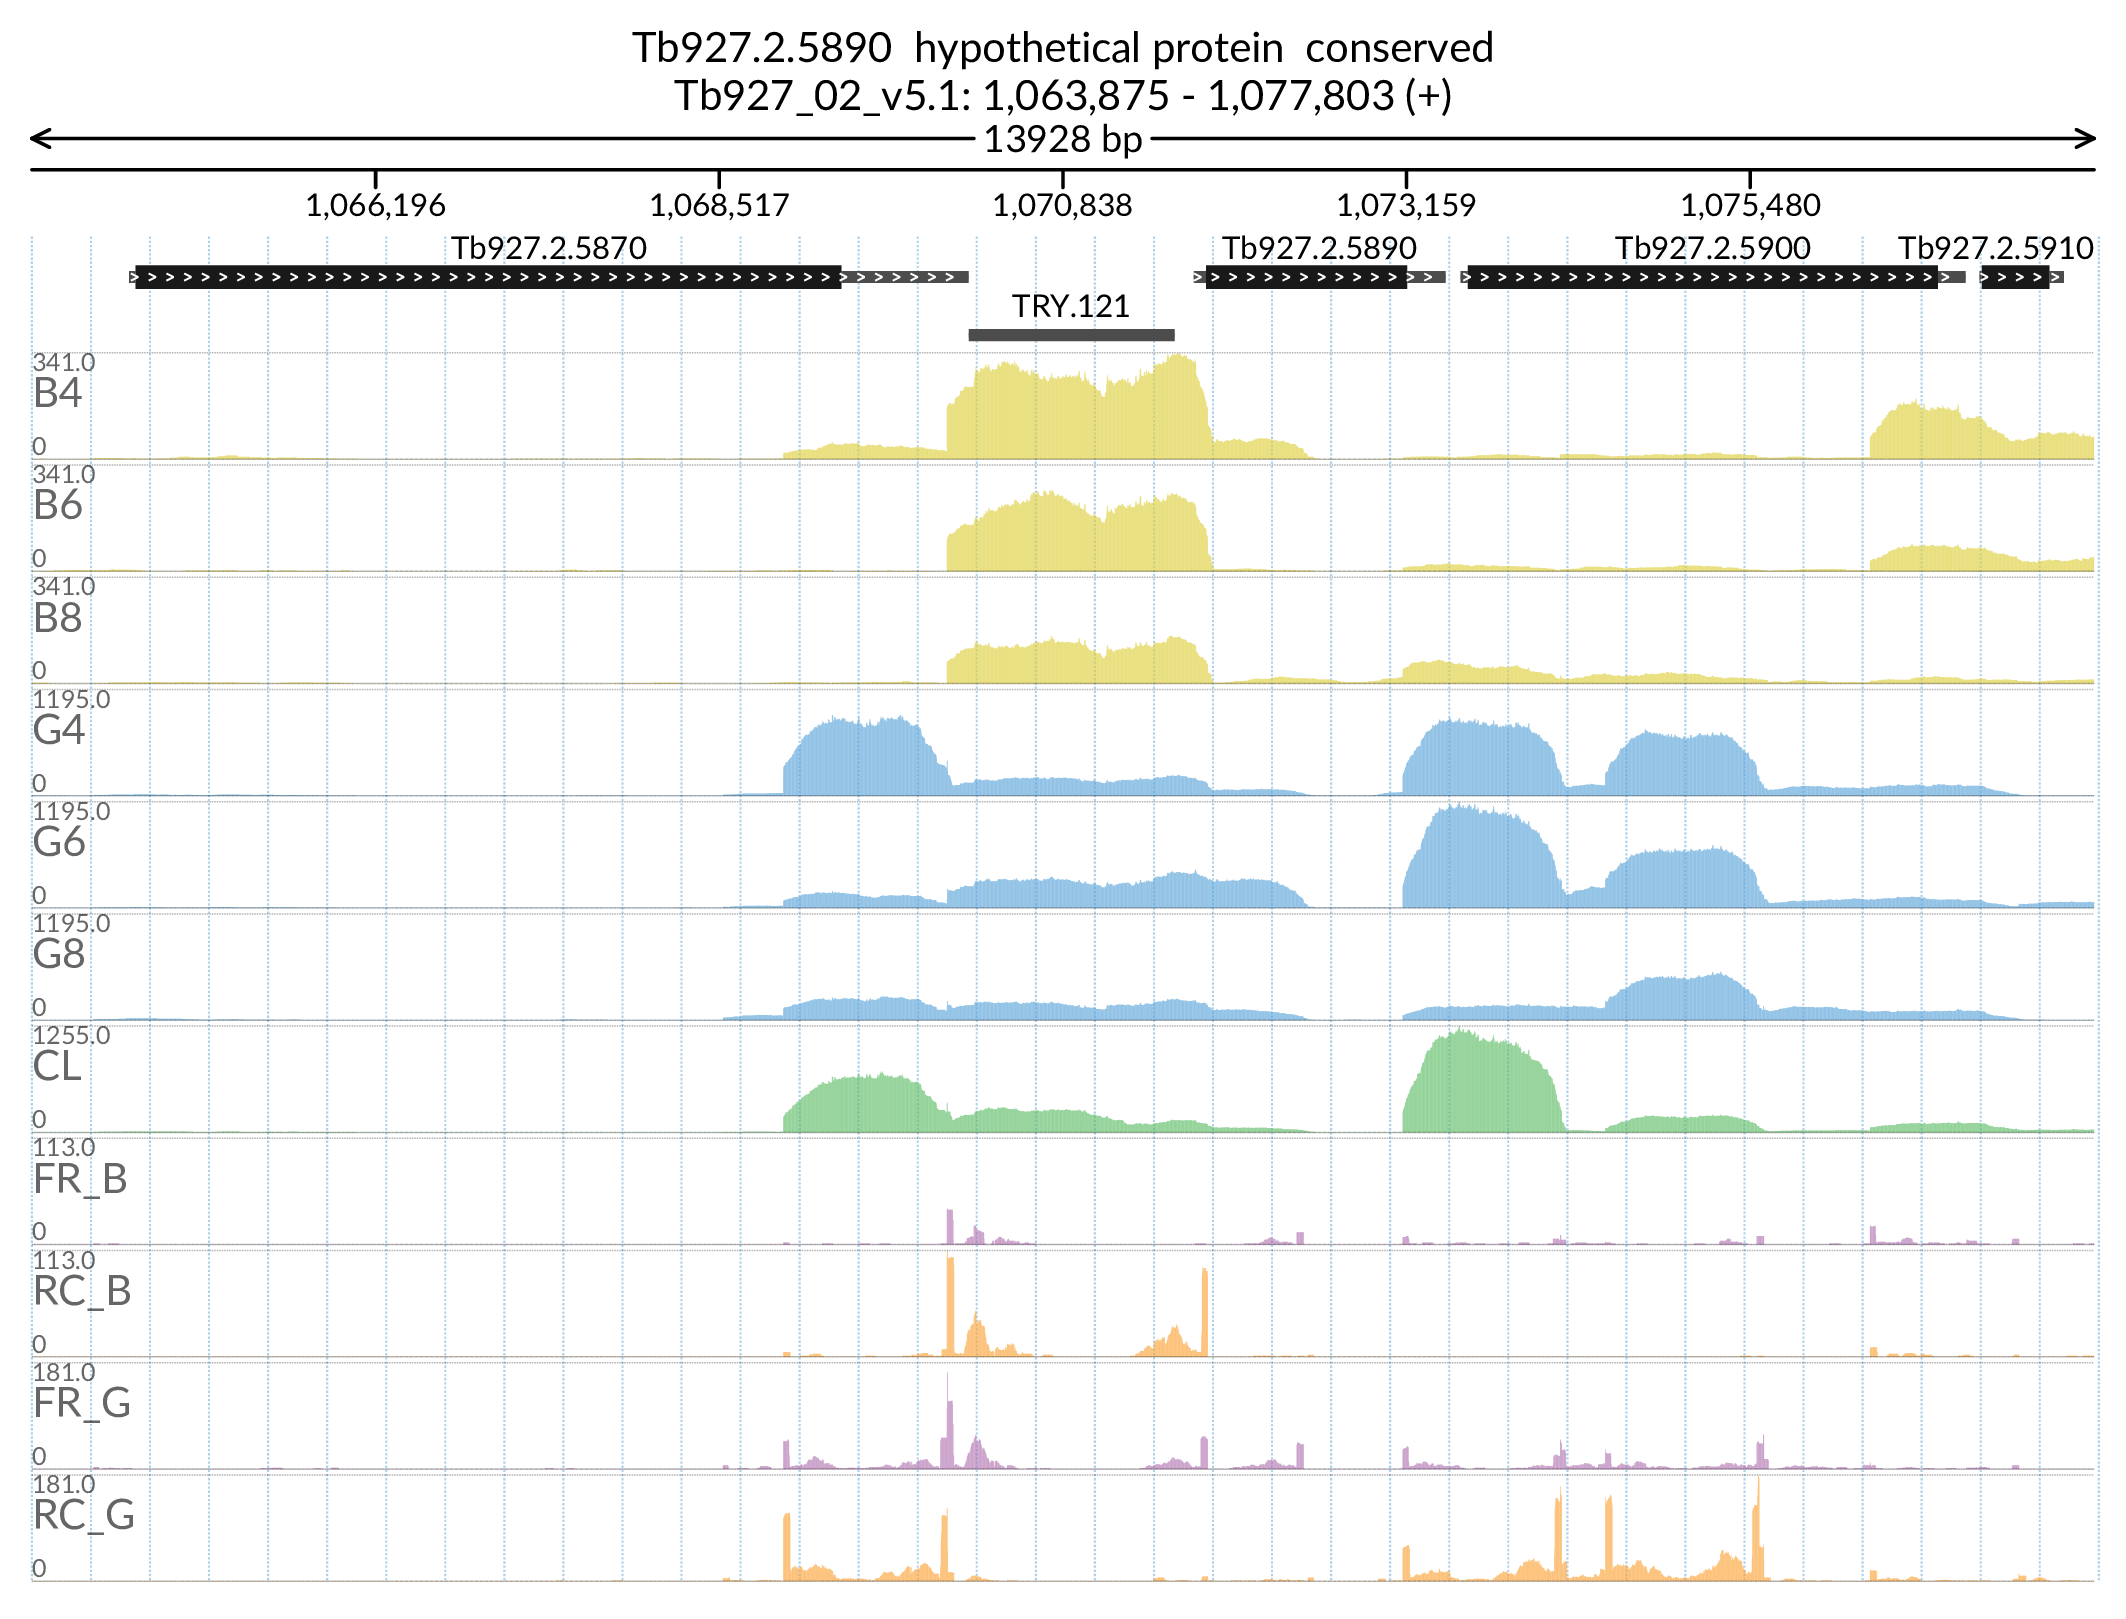 Tb927.2.5890 hypothetical protein conserved
Tb927_02_v5.1: 1,063,875 - 1,077,803 (+)
13928 bp
1,066,196 1,068,517 1,070,838 1,073,159 1,075,480
Tb927.2.5870 Tb927.2.5890 Tb927.2.5900 Tb927.2.5910
TRY.121
341.0
B4
0
341.0
B6
0
341.0
B8
0
1195.0
G4
0
1195.0
G6
0
1195.0
G8
0
1255.0
CL
0
113.0
FR_B
0
113.0
RC_B
0
181.0
FR_G
0
181.0
RC_G
0